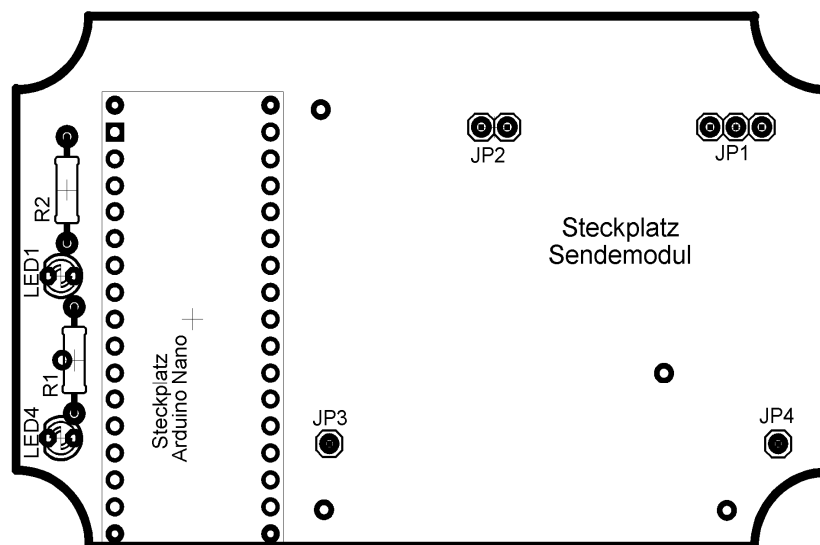 JP2
JP1
R2
Steckplatz
Sendemodul
LED1
R1
Steckplatz
Arduino Nano
LED4
JP3
JP4